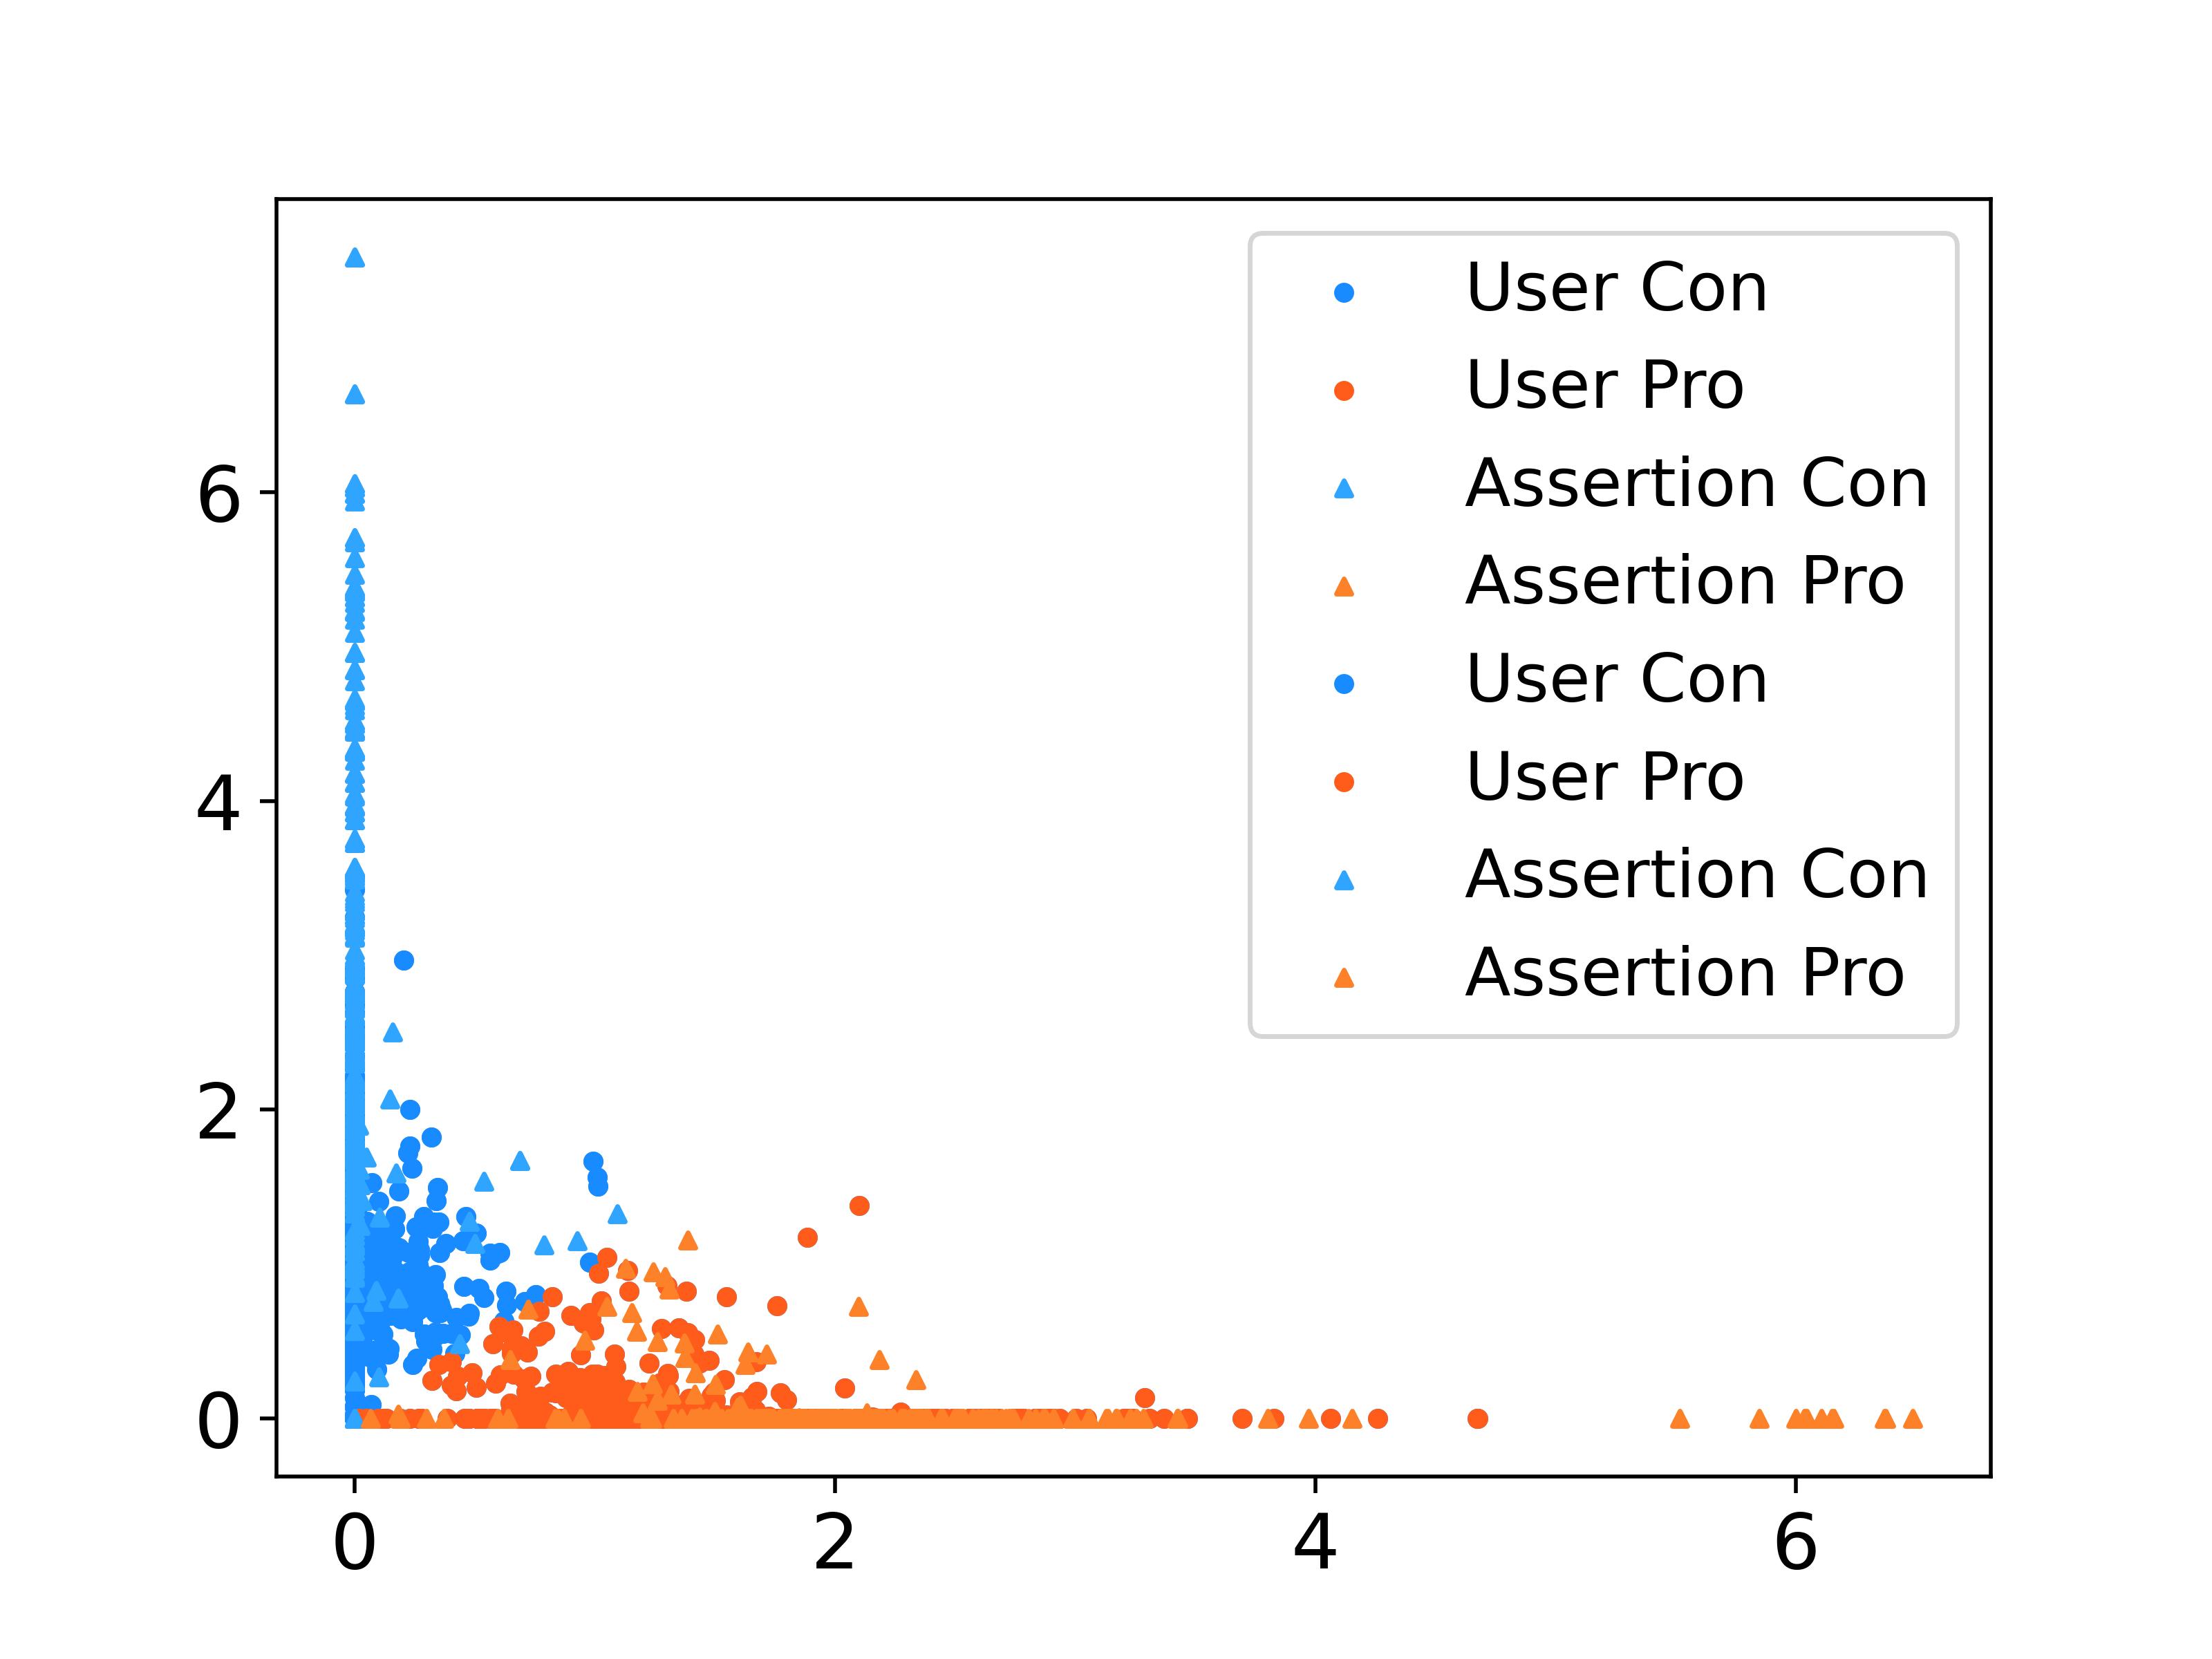 User Con
User Pro
Assertion Con
Assertion Pro
User Con
User Pro
Assertion Con
Assertion Pro
6
4
2
0
0 2 4 6